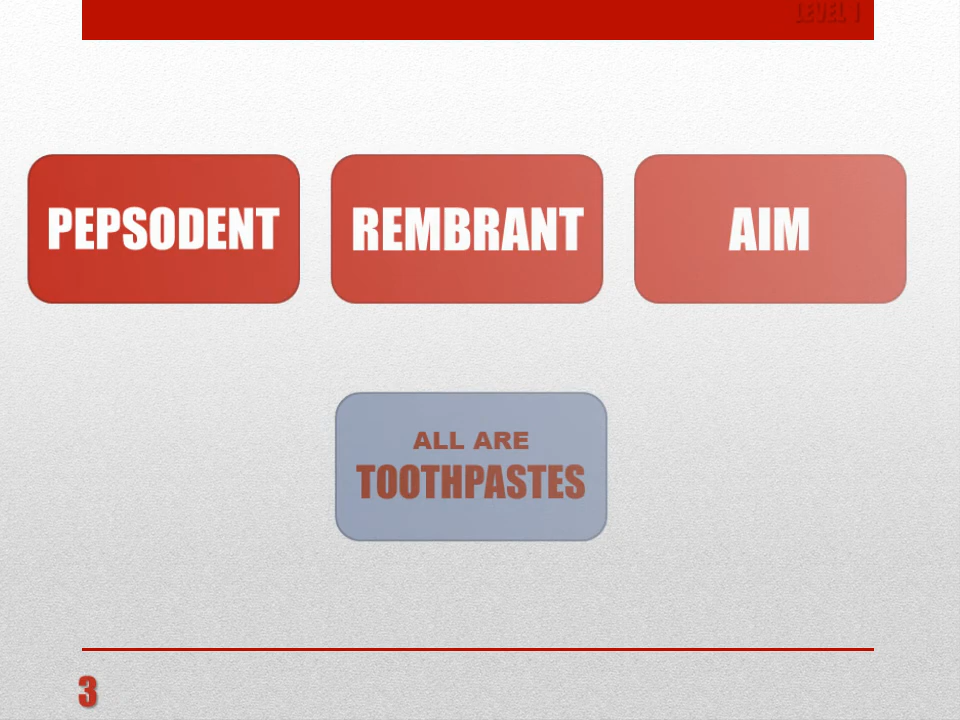 LEVEL 1
PEPSODENT
REMBRANT
AIM
ALL ARE
TOOTHPASTES
3